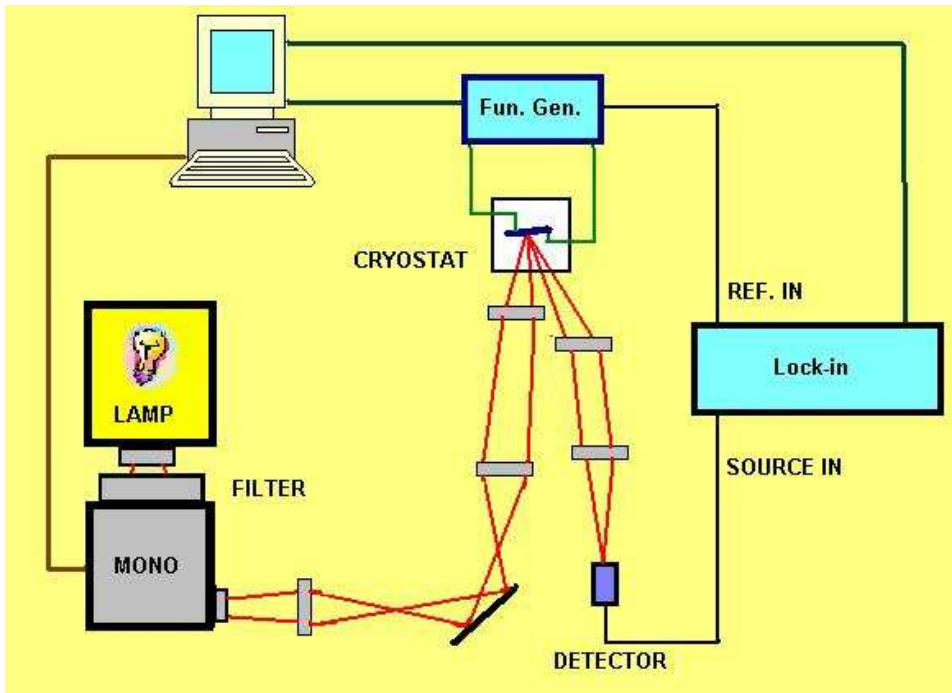 Fun. Gen.
CRYOSTAT
REF. IN
Lock-in
LAMP
SOURCE IN
FILTER
MONO
DETECTOR